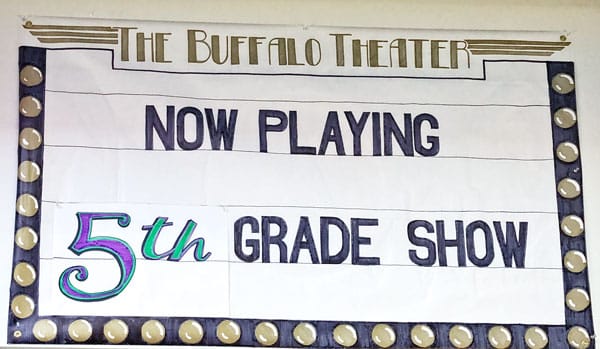 THE BUFFALO THEATER
NOW PLAYING
5th GRADE SHOW